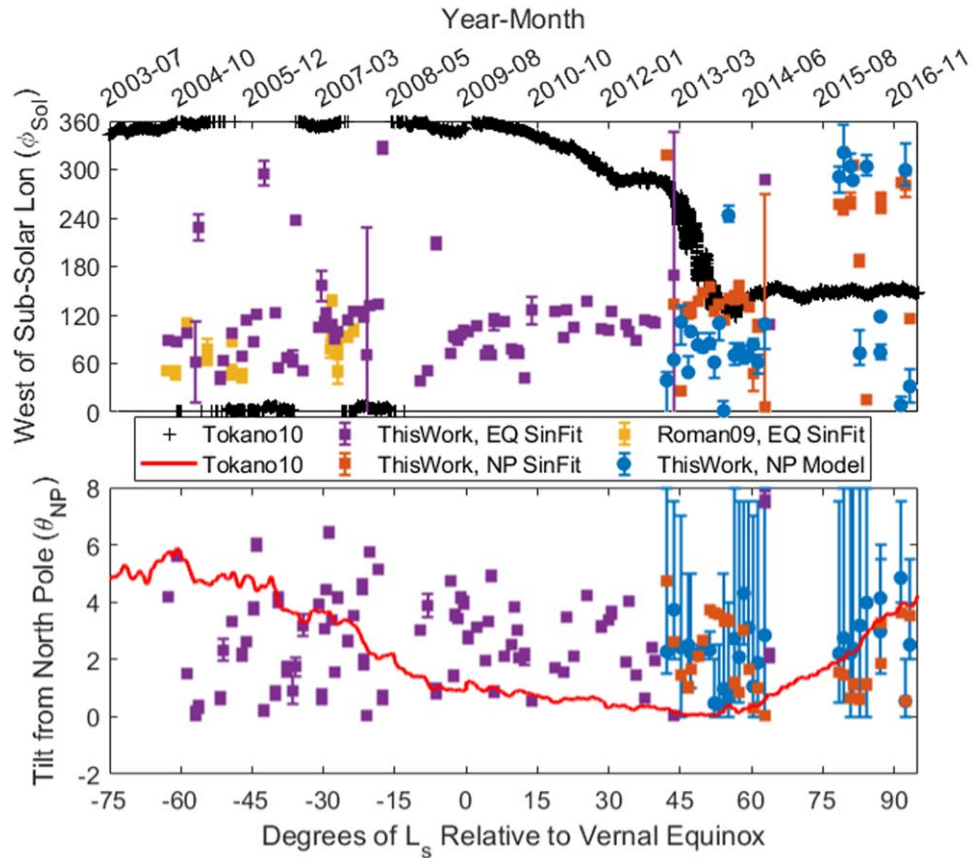 Year-Month
2003-07 2004-10 2005-12 2007-03 2008-05 2009-08 2010-10 2012-01 2013-03 2014-06 2015-08 2016-11
West of Sub-Solar Lon (ϕSol)
360
300
240
180
120
60
0
+ Tokano10 ThisWork, EQ SinFit Roman09, EQ SinFit
Tokano10 ThisWork, NP SinFit ThisWork, NP Model
Tilt from North Pole (θNP)
8
6
4
2
0
-2
-75 -60 -45 -30 -15 0 15 30 45 60 75 90
Degrees of Ls Relative to Vernal Equinox